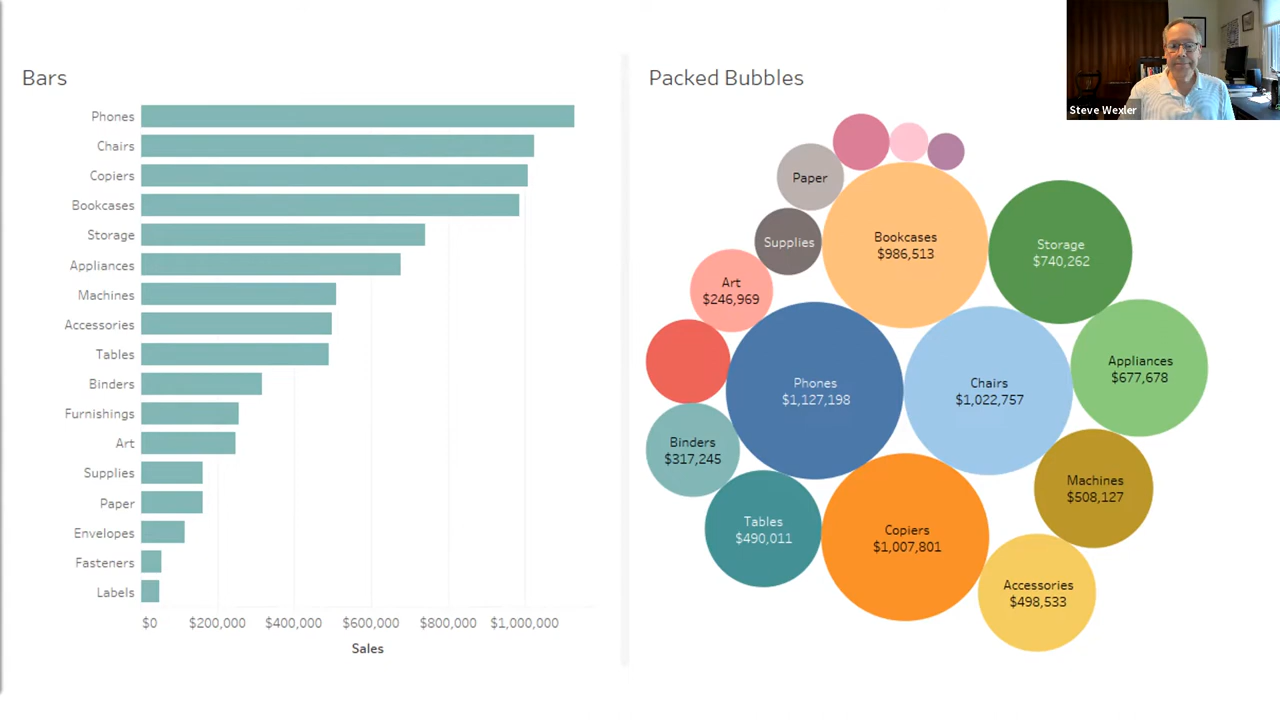 Bars
Phones
Chairs
Copiers
Bookcases
Storage
Appliances
Machines
Accessories
Tables
Binders
Furnishings
Art
Supplies
Paper
Envelopes
Fasteners
Labels
$0 $200,000 $400,000 $600,000 $800,000 $1,000,000
Sales
Packed Bubbles
Paper
Supplies
Bookcases
$986,513
Storage
$740,262
Art
$246,969
Phones
$1,127,198
Chairs
$1,022,757
Appliances
$677,678
Binders
$317,245
Machines
$508,127
Tables
$490,011
Copiers
$1,007,801
Accessories
$498,533
Steve Wexler